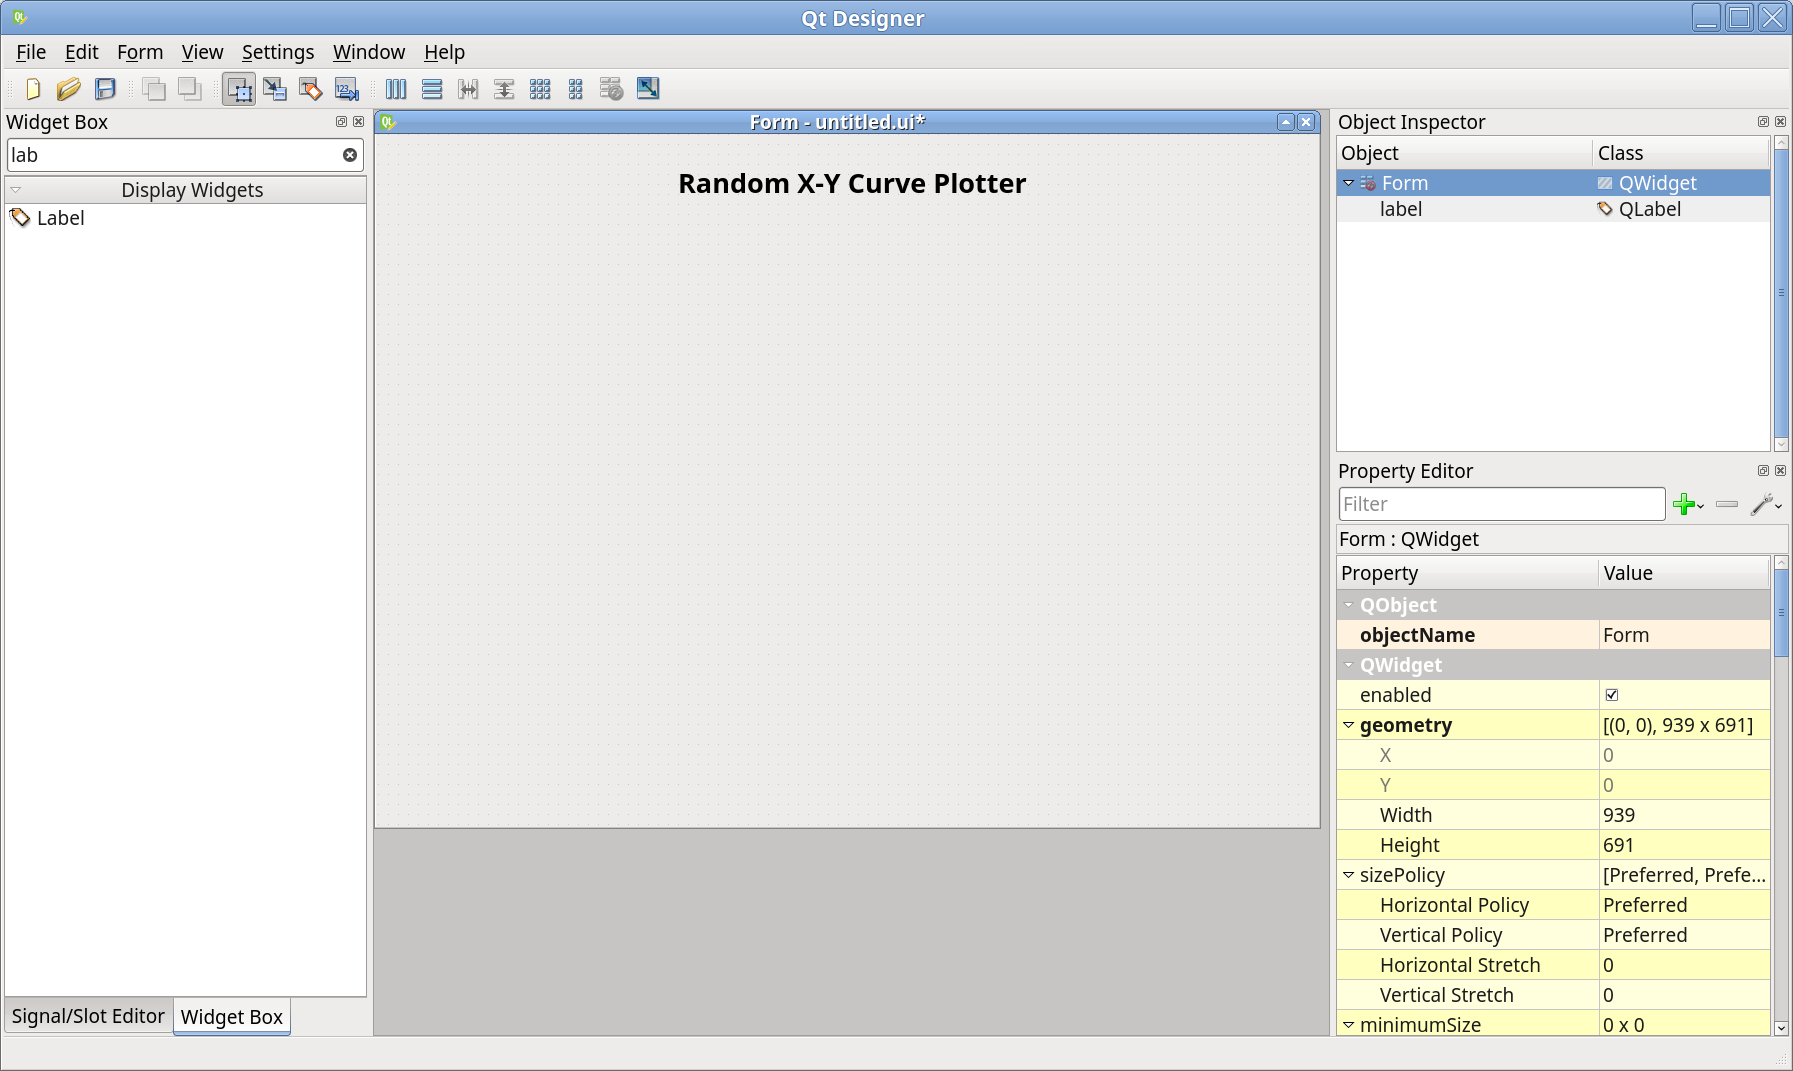 Qt Designer
File Edit Form View Settings Window Help
Widget Box
lab
Display Widgets
Label
Signal/Slot Editor
Widget Box
Form - untitled.ui*
Random X-Y Curve Plotter
Object Inspector
Object Class
Form QWidget
label QLabel
Property Editor
Filter
Form : QWidget
Property Value
QObject
objectName Form
QWidget
enabled
geometry [(0, 0), 939 x 691]
X 0
Y 0
Width 939
Height 691
sizePolicy [Preferred, Prefe...
Horizontal Policy Preferred
Vertical Policy Preferred
Horizontal Stretch 0
Vertical Stretch 0
minimumSize 0 x 0